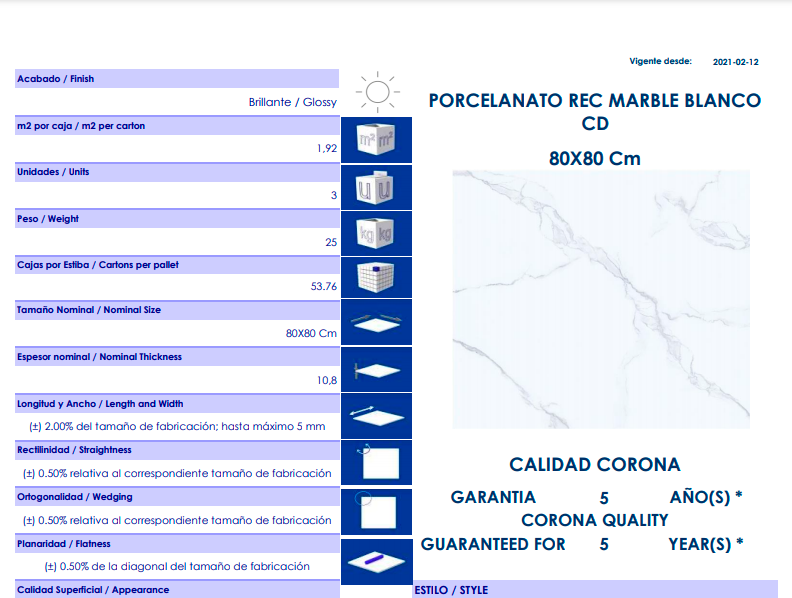 Vigente desde: 2021-02-12
Acabado / Finish
Brillante / Glossy
m2 por caja / m2 per carton
1,92
Unidades / Units
3
Peso / Weight
25
Cajas por Estiba / Cartons per pallet
53.76
Tamaño Nominal / Nominal Size
80X80 Cm
Espesor nominal / Nominal Thickness
10,8
Longitud y Ancho / Length and Width
(±) 2.00% del tamaño de fabricación; hasta máximo 5 mm
Rectilinidad / Straightness
(±) 0.50% relativa al correspondiente tamaño de fabricación
Ortogonalidad / Wedging
(±) 0.50% relativa al correspondiente tamaño de fabricación
Planaridad / Flatness
(±) 0.50% de la diagonal del tamaño de fabricación
Calidad Superficial / Appearance
m² m²
U U
kg kg
PORCELANATO REC MARBLE BLANCO
CD
80X80 Cm
CALIDAD CORONA
GARANTIA 5 AÑO(S) *
CORONA QUALITY
GUARANTEED FOR 5 YEAR(S) *
ESTILO / STYLE